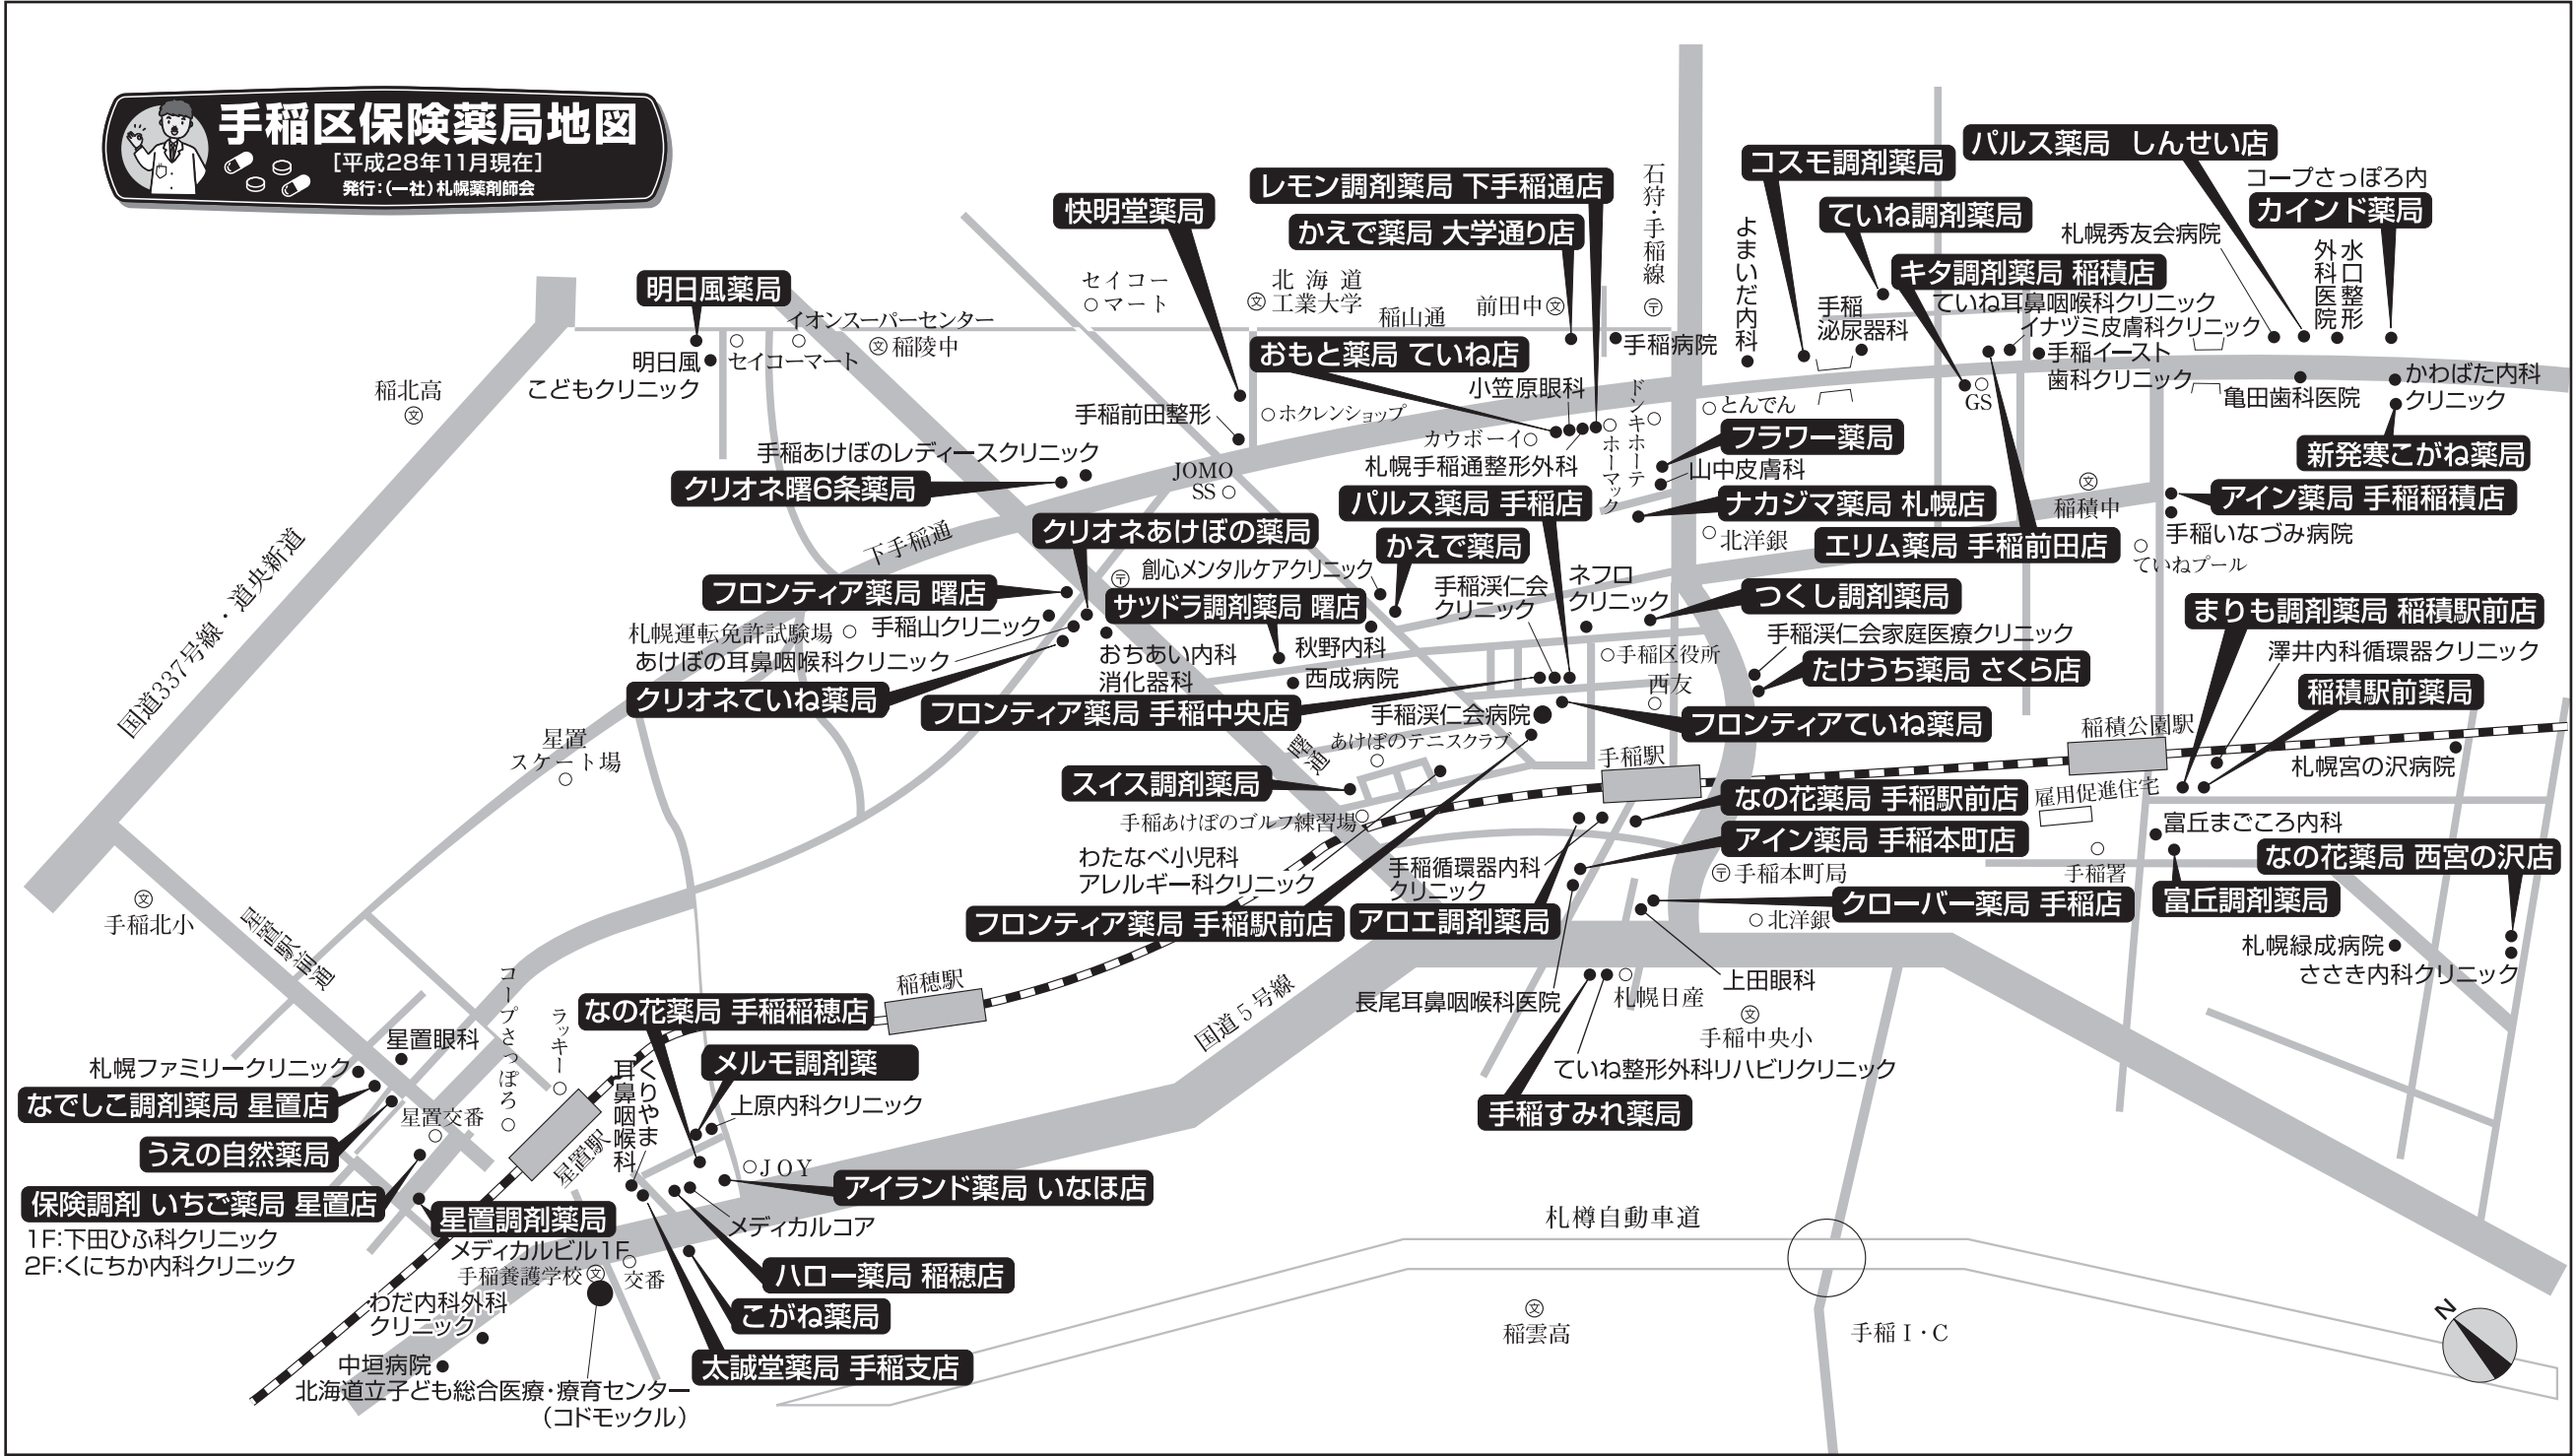 手稲区保険薬局地図
[平成28年11月現在]
発行:(一社)札幌薬剤師会
明日風薬局
明日風
こどもクリニック
セイコーマート
イオンスーパーセンター
稲陵中
稲北高
国道337号線・道央新道
快明堂薬局
セイコー
マート
北海道
工業大学
レモン調剤薬局 下手稲通店
かえで薬局 大学通り店
前田中
稲山通
おもと薬局 ていね店
小笠原眼科
手稲病院
石狩・手稲線
手稲前田整形
ホクレンショップ
カウボーイ
札幌手稲通整形外科
ドンキホーテ
ホーマック
よまいだ内科
コスモ調剤薬局
パルス薬局 しんせい店
コープさっぽろ内
カインド薬局
ていね調剤薬局
札幌秀友会病院
水口整形
外科医院
キタ調剤薬局 稲積店
ていね耳鼻咽喉科クリニック
イナヅミ皮膚科クリニック
手稲
泌尿器科
手稲イースト
歯科クリニック
GS
亀田歯科医院
かわばた内科
クリニック
新発寒こがね薬局
とんでん
フラワー薬局
山中皮膚科
ナカジマ薬局 札幌店
北洋銀
エリム薬局 手稲前田店
稲積中
アイン薬局 手稲稲積店
手稲いなづみ病院
ていねプール
手稲あけぼのレディースクリニック
クリオネ曙6条薬局
JOMO
SS
下手稲通
クリオネあけぼの薬局
パルス薬局 手稲店
かえで薬局
創心メンタルケアクリニック
フロンティア薬局 曙店
サツドラ調剤薬局 曙店
手稲渓仁会
クリニック
ネフロ
クリニック
つくし調剤薬局
札幌運転免許試験場
手稲山クリニック
あけぼの耳鼻咽喉科クリニック
おちあい内科
消化器科
秋野内科
西成病院
クリオネていね薬局
フロンティア薬局 手稲中央店
手稲区役所
西友
手稲渓仁会家庭医療クリニック
たけうち薬局 さくら店
まりも調剤薬局 稲積駅前店
澤井内科循環器クリニック
稲積駅前薬局
手稲渓仁会病院
フロンティアていね薬局
あけぼのテニスクラブ
曙通
手稲駅
稲積公園駅
札幌宮の沢病院
星置
スケート場
スイス調剤薬局
手稲あけぼのゴルフ練習場
なの花薬局 手稲駅前店
雇用促進住宅
アイン薬局 手稲本町店
富丘まごころ内科
わたなべ小児科
アレルギー科クリニック
手稲循環器内科
クリニック
手稲本町局
手稲署
なの花薬局 西宮の沢店
フロンティア薬局 手稲駅前店
アロエ調剤薬局
クローバー薬局 手稲店
富丘調剤薬局
北洋銀
手稲北小
星置駅前通
札幌緑成病院
ささき内科クリニック
上田眼科
稲穂駅
長尾耳鼻咽喉科医院
札幌日産
国道5号線
手稲中央小
なの花薬局 手稲稲穂店
コープさっぽろ
ラッキー
星置眼科
札幌ファミリークリニック
なでしこ調剤薬局 星置店
星置交番
うえの自然薬局
くりやま
耳鼻咽喉科
メルモ調剤薬
上原内科クリニック
ていね整形外科リハビリクリニック
手稲すみれ薬局
星置駅
JOY
保険調剤 いちご薬局 星置店
1F:下田ひふ科クリニック
2F:くにちか内科クリニック
アイランド薬局 いなほ店
星置調剤薬局
メディカルビル1F
メディカルコア
手稲養護学校
交番
ハロー薬局 稲穂店
こがね薬局
太誠堂薬局 手稲支店
わだ内科外科
クリニック
中垣病院
北海道立子ども総合医療・療育センター
(コドモックル)
札樽自動車道
稲雲高
手稲I・C
N